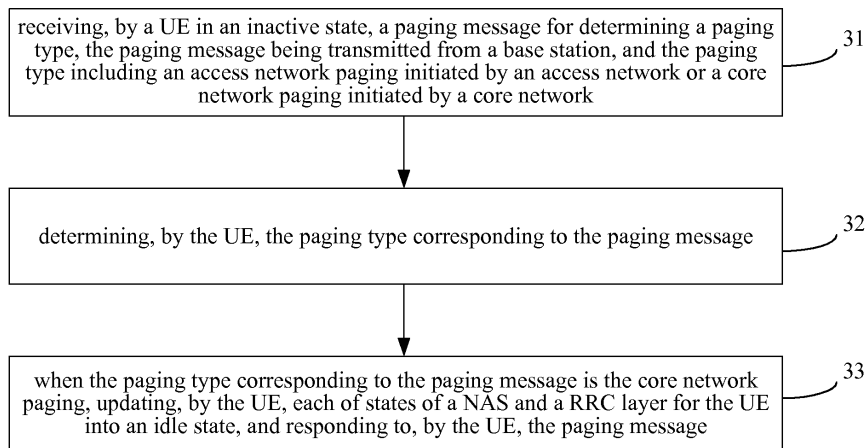 receiving, by a UE in an inactive state, a paging message for determining a paging
type, the paging message being transmitted from a base station, and the paging
type including an access network paging initiated by an access network or a core
network paging initiated by a core network
31
determining, by the UE, the paging type corresponding to the paging message
32
when the paging type corresponding to the paging message is the core network
paging, updating, by the UE, each of states of a NAS and a RRC layer for the UE
into an idle state, and responding to, by the UE, the paging message
33